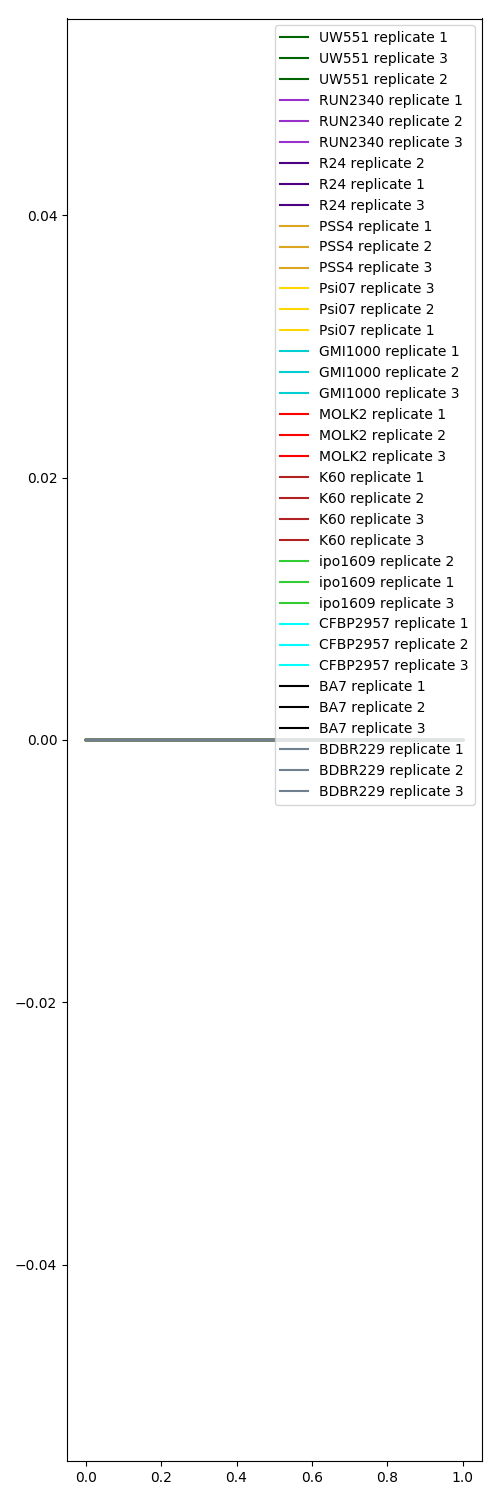 UW551 replicate 1
UW551 replicate 3
UW551 replicate 2
RUN2340 replicate 1
RUN2340 replicate 2
RUN2340 replicate 3
R24 replicate 2
R24 replicate 1
R24 replicate 3
PSS4 replicate 1
PSS4 replicate 2
PSS4 replicate 3
Psi07 replicate 3
Psi07 replicate 2
Psi07 replicate 1
GMI1000 replicate 1
GMI1000 replicate 2
GMI1000 replicate 3
MOLK2 replicate 1
MOLK2 replicate 2
MOLK2 replicate 3
K60 replicate 1
K60 replicate 2
K60 replicate 3
K60 replicate 3
ipo1609 replicate 2
ipo1609 replicate 1
ipo1609 replicate 3
CFBP2957 replicate 1
CFBP2957 replicate 2
CFBP2957 replicate 3
BA7 replicate 1
BA7 replicate 2
BA7 replicate 3
BDBR229 replicate 1
BDBR229 replicate 2
BDBR229 replicate 3
0.04
0.02
0.00
−0.02
−0.04
0.0 0.2 0.4 0.6 0.8 1.0